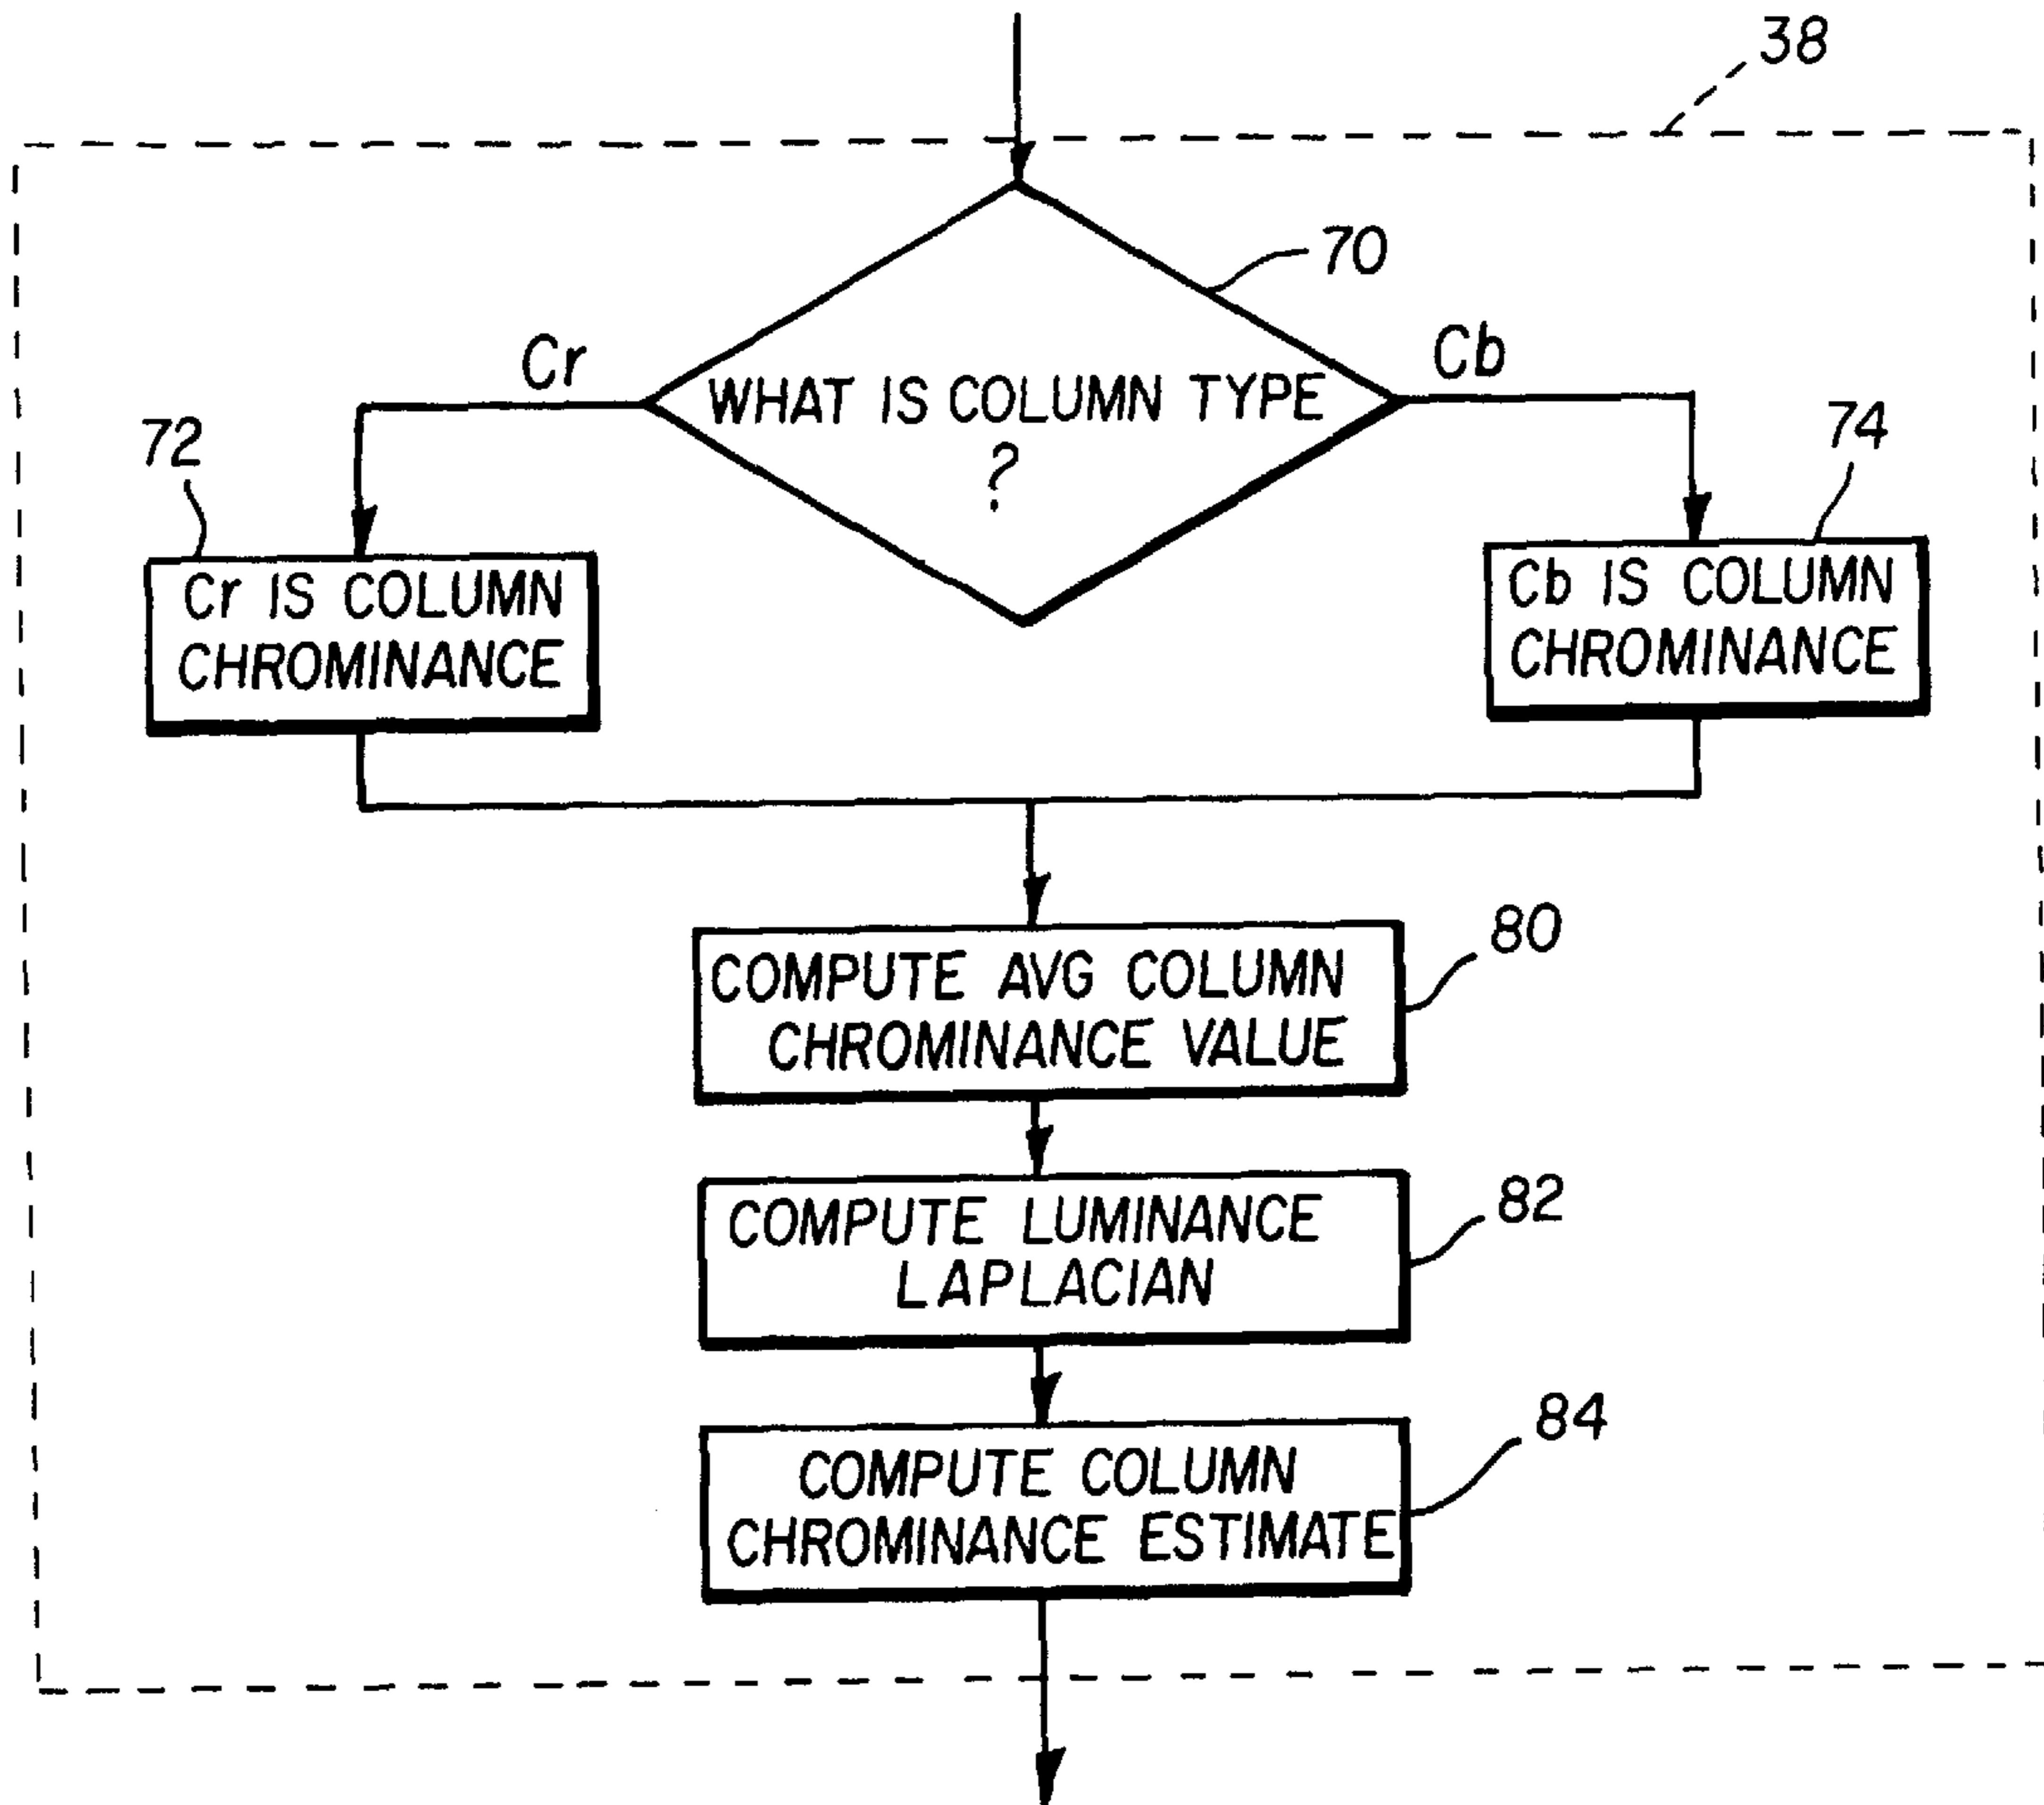 38
70
Cr
Cb
WHAT IS COLUMN TYPE
?
72
74
Cr IS COLUMN
CHROMINANCE
Cb IS COLUMN
CHROMINANCE
80
COMPUTE AVG COLUMN
CHROMINANCE VALUE
82
COMPUTE LUMINANCE
LAPLACIAN
84
COMPUTE COLUMN
CHROMINANCE ESTIMATE